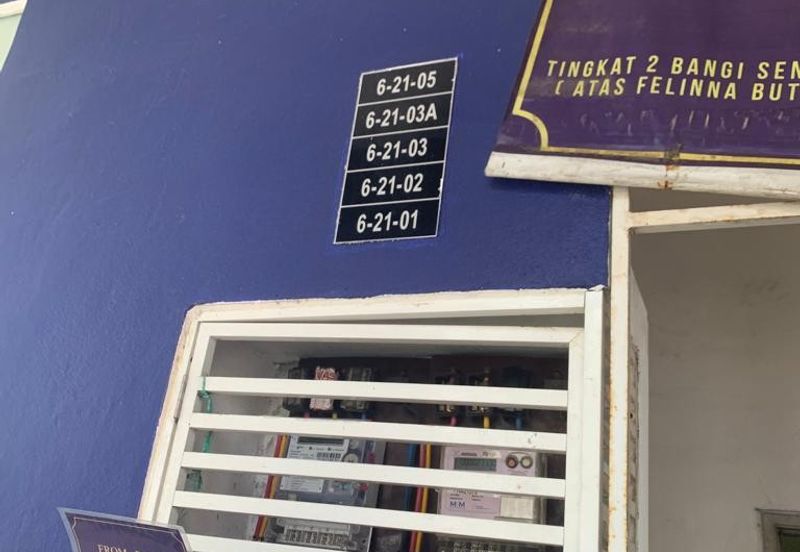 6-21-05
6-21-03A
6-21-03
6-21-02
6-21-01
TINGKAT 2 BANGI SEN
( ATAS FELINNA BUT
FROM